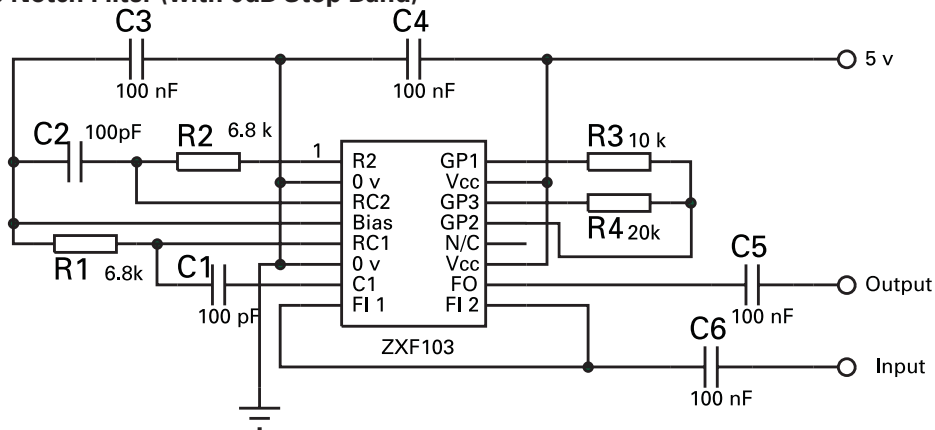 Notch Filter (with 0dB Stop Band)
C3
100 nF
C4
100 nF
5 v
C2
100pF
R2
6.8 k
1
R2
0 v
RC2
Bias
RC1
0 v
C1
FI 1
GP1
Vcc
GP3
GP2
N/C
Vcc
FO
FI 2
R3
10 k
R4
20k
R1
6.8k
C1
100 pF
C5
100 nF
Output
C6
100 nF
Input
ZXF103